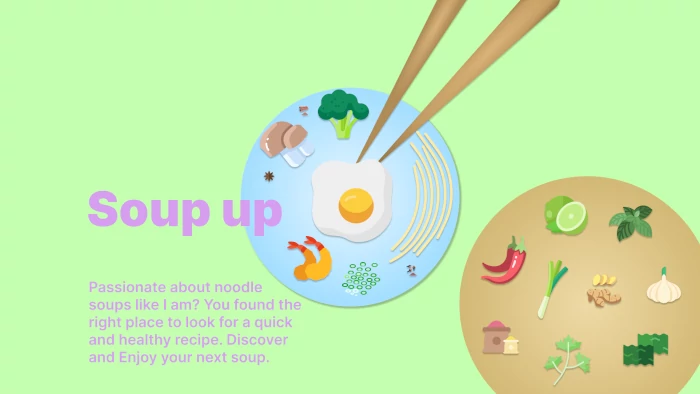 Soup up
Passionate about noodle
soups like I am? You found the
right place to look for a quick
and healthy recipe. Discover
and Enjoy your next soup.